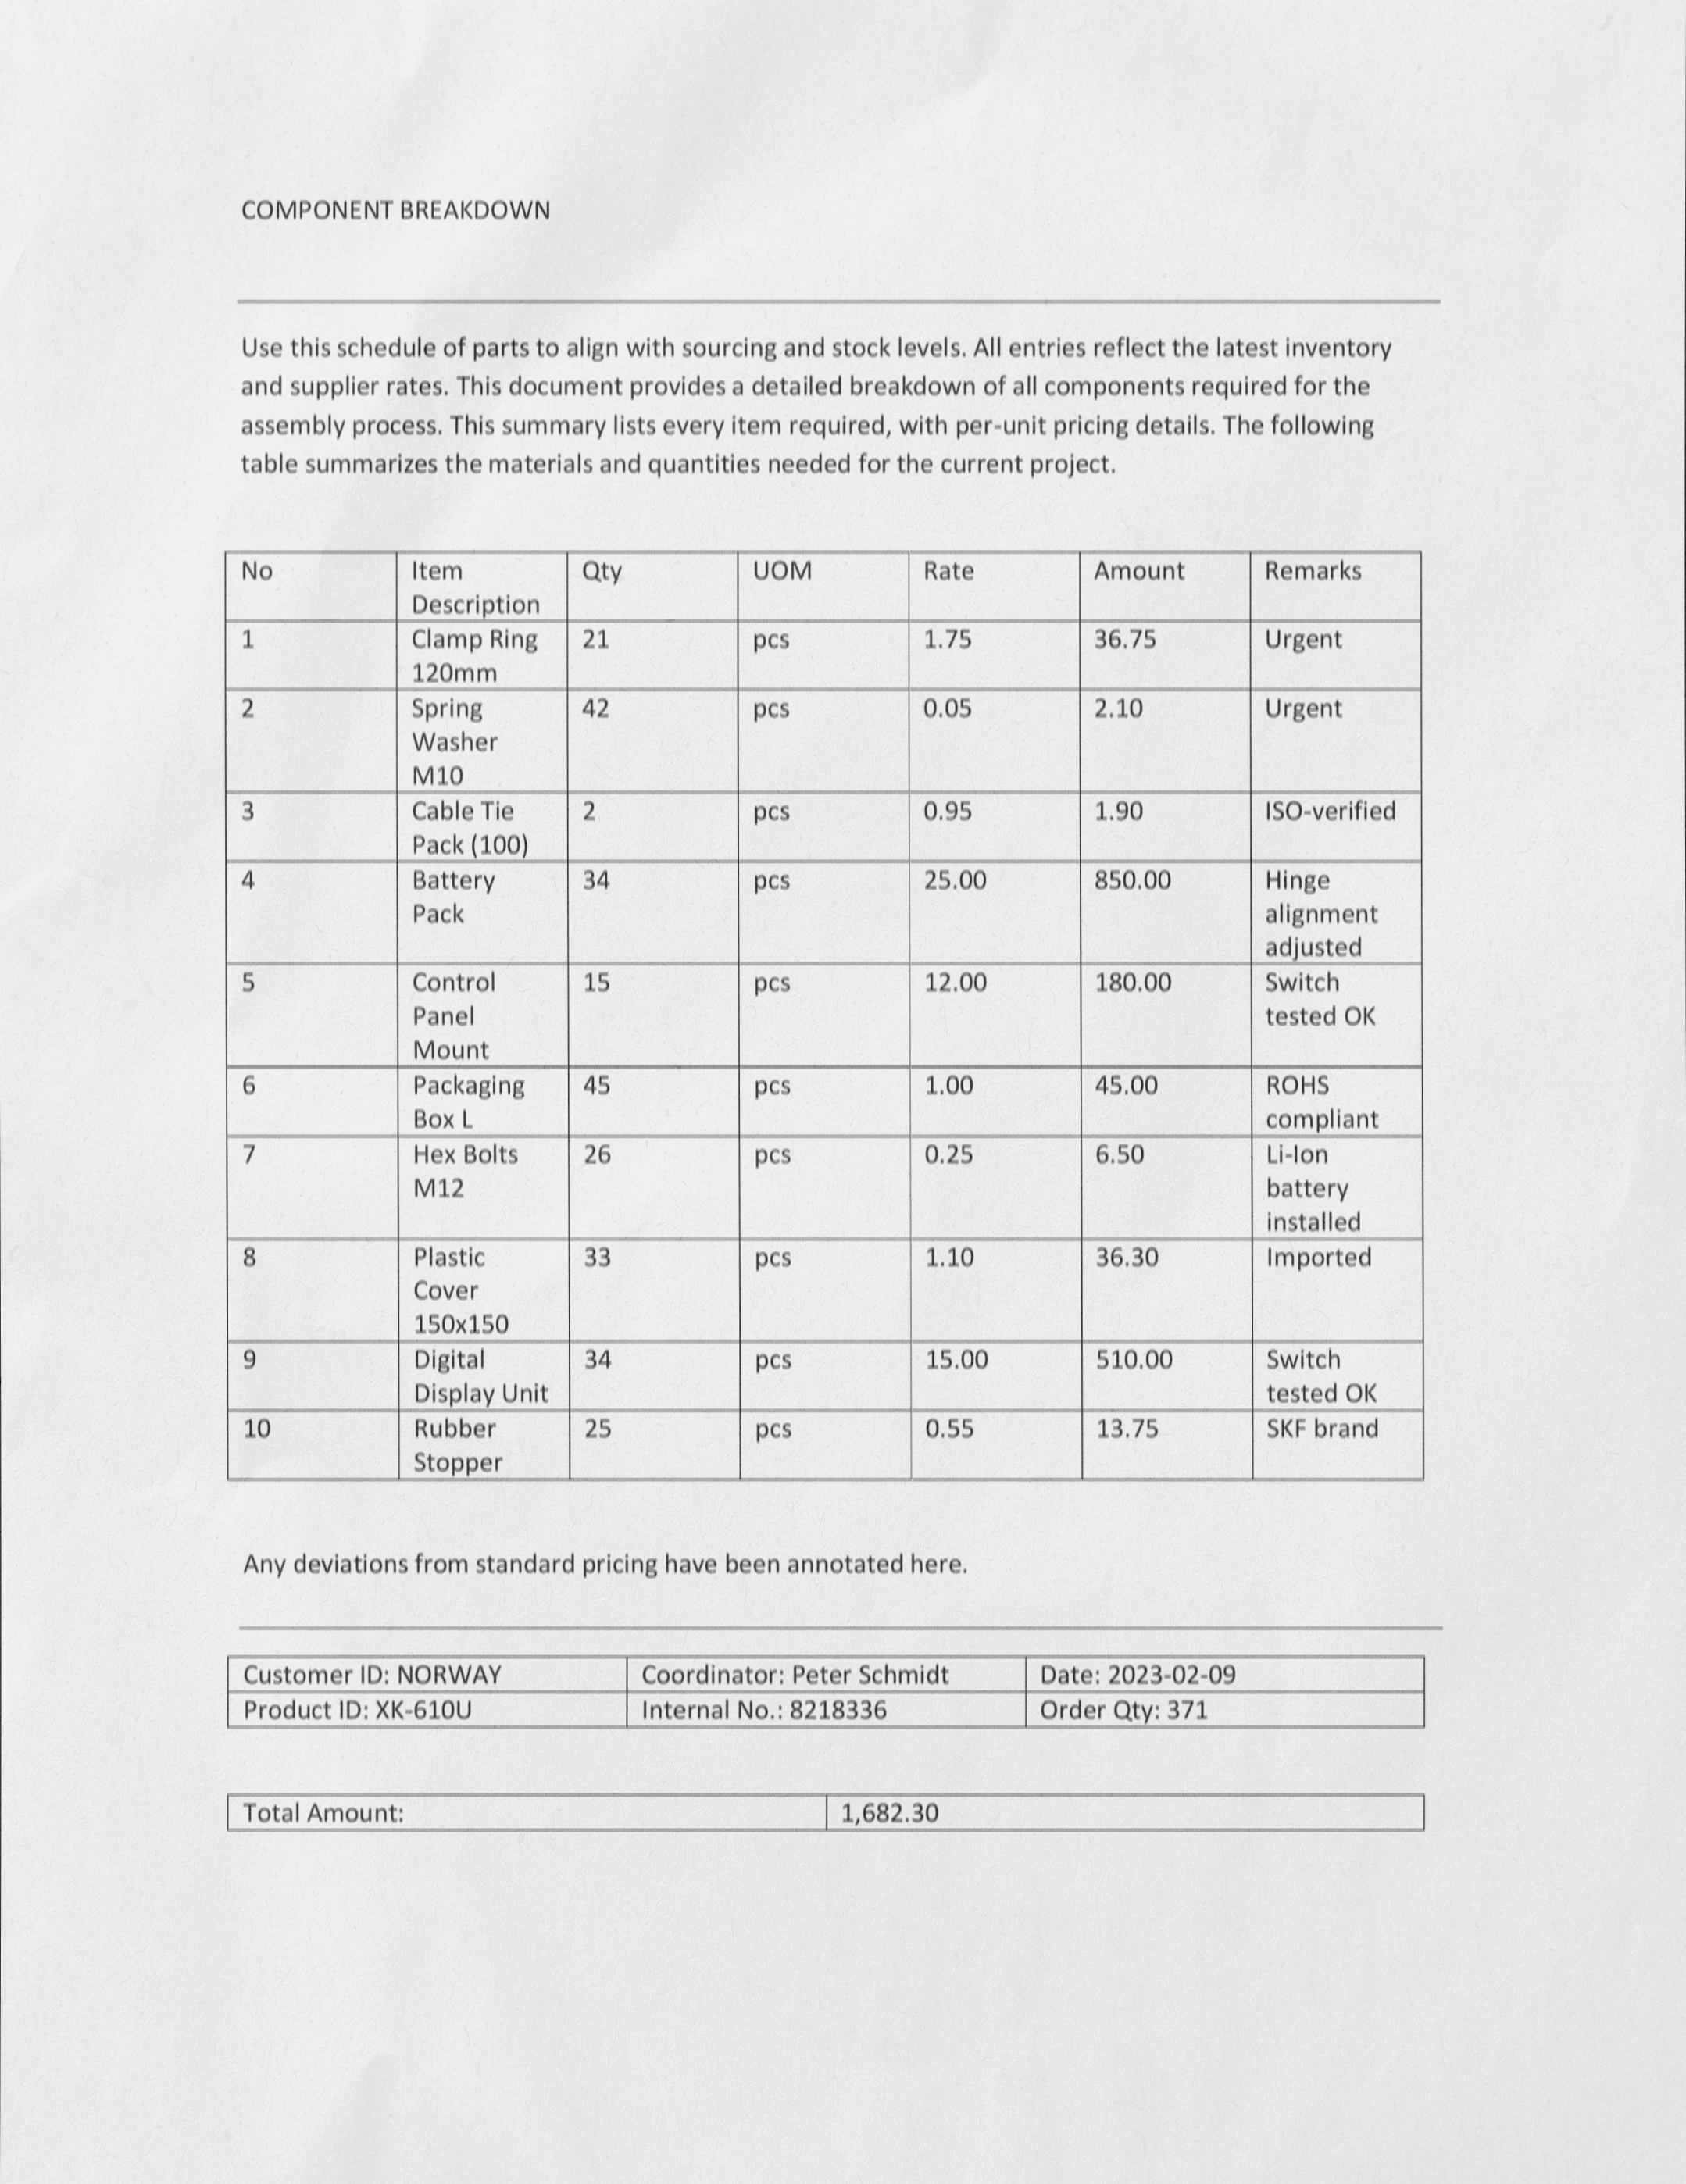 COMPONENT BREAKDOWN
Use this schedule of parts to align with sourcing and stock levels. All entries reflect the latest inventory
and supplier rates. This document provides a detailed breakdown of all components required for the
assembly process. This summary lists every item required, with per-unit pricing details. The following
table summarizes the materials and quantities needed for the current project.
No Item Description Qty UOM Rate Amount Remarks
1 Clamp Ring 120mm 21 pcs 1.75 36.75 Urgent
2 Spring Washer M10 42 pcs 0.05 2.10 Urgent
3 Cable Tie Pack (100) 2 pcs 0.95 1.90 ISO-verified
4 Battery Pack 34 pcs 25.00 850.00 Hinge alignment adjusted
5 Control Panel Mount 15 pcs 12.00 180.00 Switch tested OK
6 Packaging Box L 45 pcs 1.00 45.00 ROHS compliant
7 Hex Bolts M12 26 pcs 0.25 6.50 Li-Ion battery installed
8 Plastic Cover 150x150 33 pcs 1.10 36.30 Imported
9 Digital Display Unit 34 pcs 15.00 510.00 Switch tested OK
10 Rubber Stopper 25 pcs 0.55 13.75 SKF brand
Any deviations from standard pricing have been annotated here.
Customer ID: NORWAY Coordinator: Peter Schmidt Date: 2023-02-09
Product ID: XK-610U Internal No.: 8218336 Order Qty: 371
Total Amount: 1,682.30